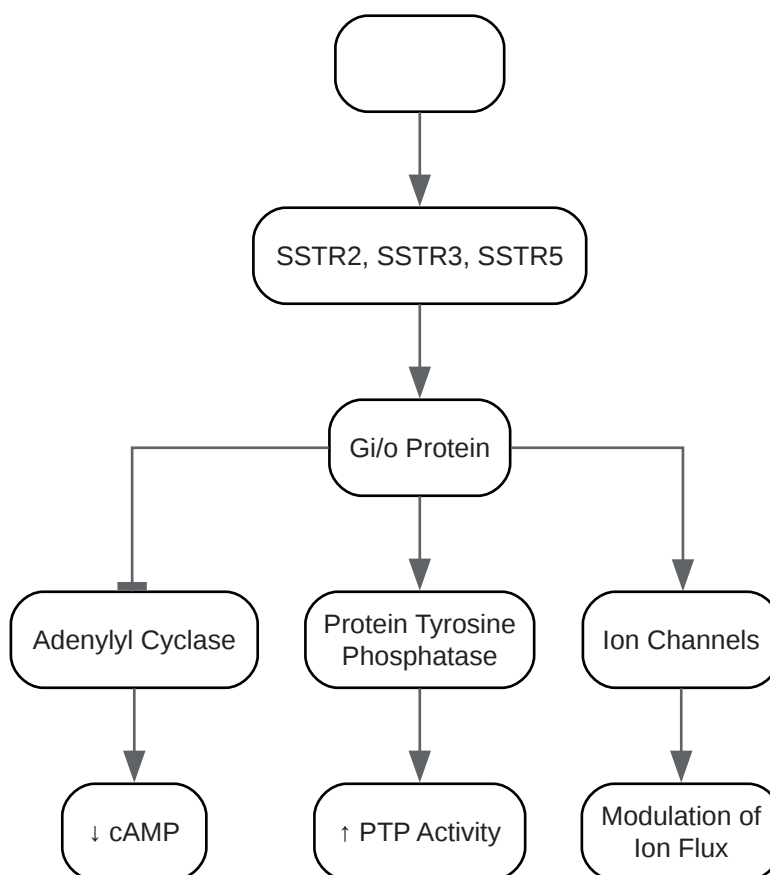 SSTR2, SSTR3, SSTR5
Gi/o Protein
Adenylyl Cyclase
Protein Tyrosine
Phosphatase
Ion Channels
↓ cAMP
↑ PTP Activity
Modulation of
Ion Flux